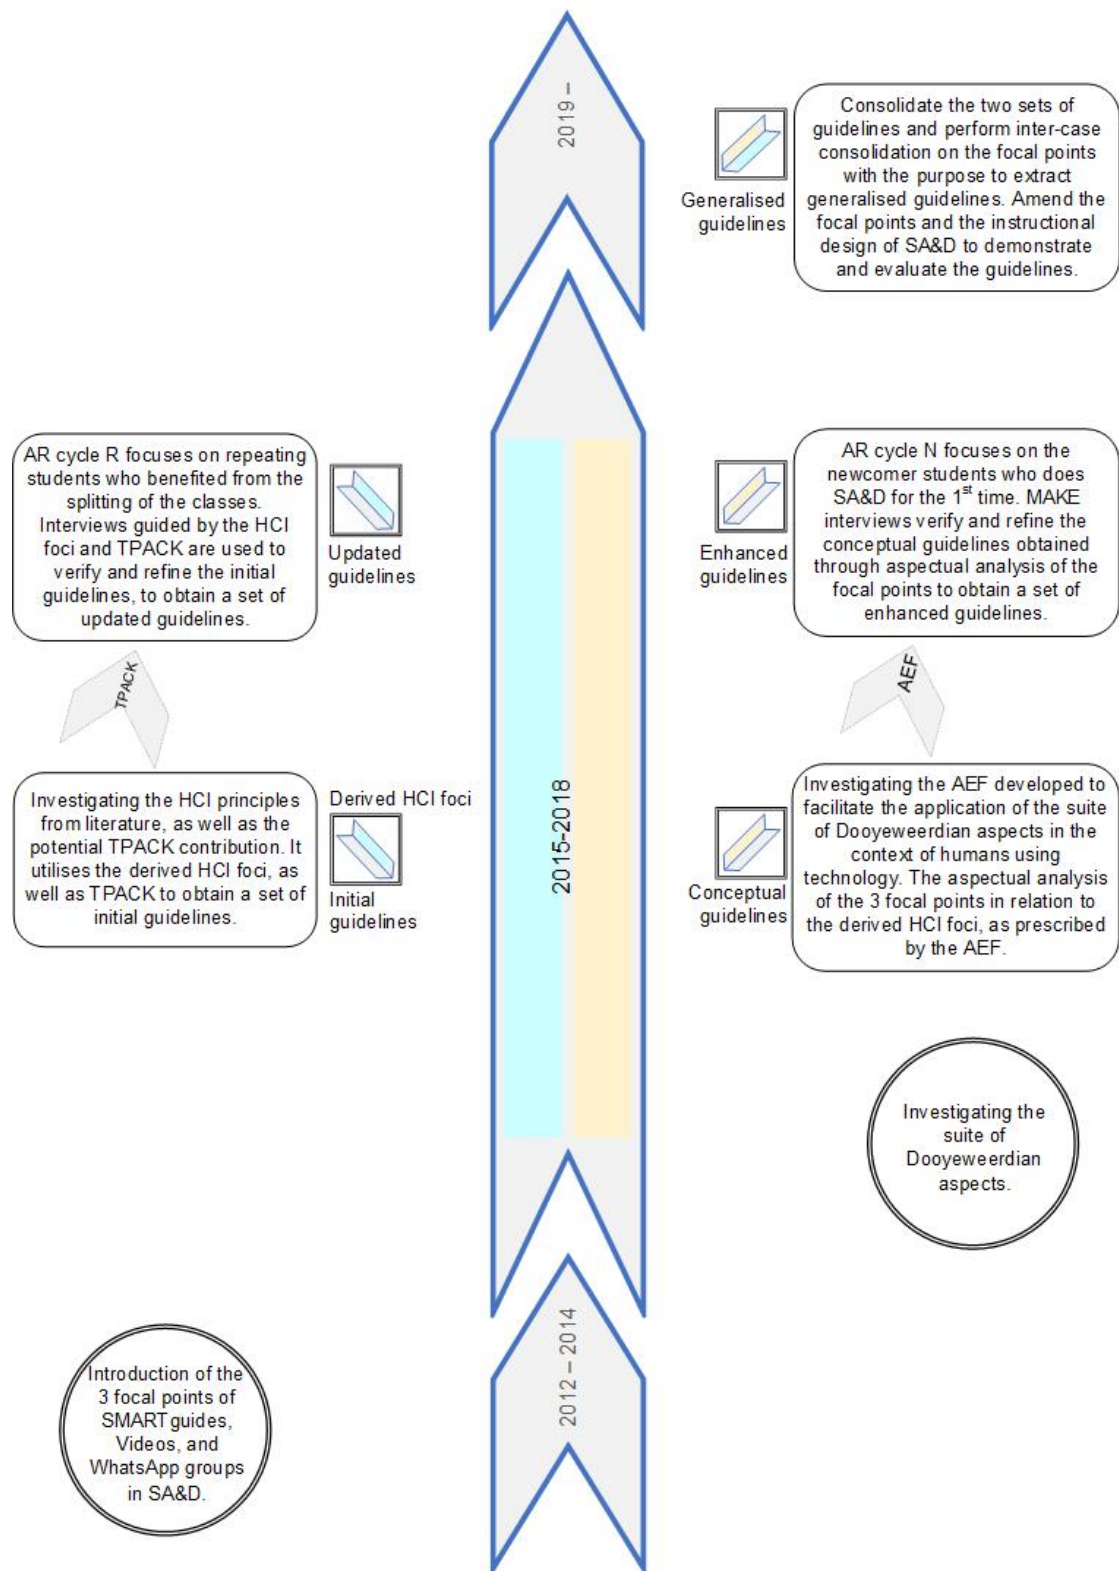 2019 –
Generalised
guidelines
Consolidate the two sets of
guidelines and perform inter-case
consolidation on the focal points
with the purpose to extract
generalised guidelines. Amend the
focal points and the instructional
design of SA&D to demonstrate
and evaluate the guidelines.
AR cycle R focuses on repeating
students who benefited from the
splitting of the classes.
Interviews guided by the HCI
foci and TPACK are used to
verify and refine the initial
guidelines, to obtain a set of
updated guidelines.
Updated
guidelines
Enhanced
guidelines
AR cycle N focuses on the
newcomer students who does
SA&D for the 1st time. MAKE
interviews verify and refine the
conceptual guidelines obtained
through aspectual analysis of the
focal points to obtain a set of
enhanced guidelines.
TPACK
AEF
Investigating the HCI principles
from literature, as well as the
potential TPACK contribution. It
utilises the derived HCI foci, as
well as TPACK to obtain a set of
initial guidelines.
Derived HCI foci
Initial
guidelines
2015-2018
Conceptual
guidelines
Investigating the AEF developed to
facilitate the application of the suite
of Dooyeweerdian aspects in the
context of humans using
technology. The aspectual analysis
of the 3 focal points in relation to
the derived HCI foci, as prescribed
by the AEF.
Investigating the
suite of
Dooyeweerdian
aspects.
2012 – 2014
Introduction of the
3 focal points of
SMART guides,
Videos, and
WhatsApp groups
in SA&D.